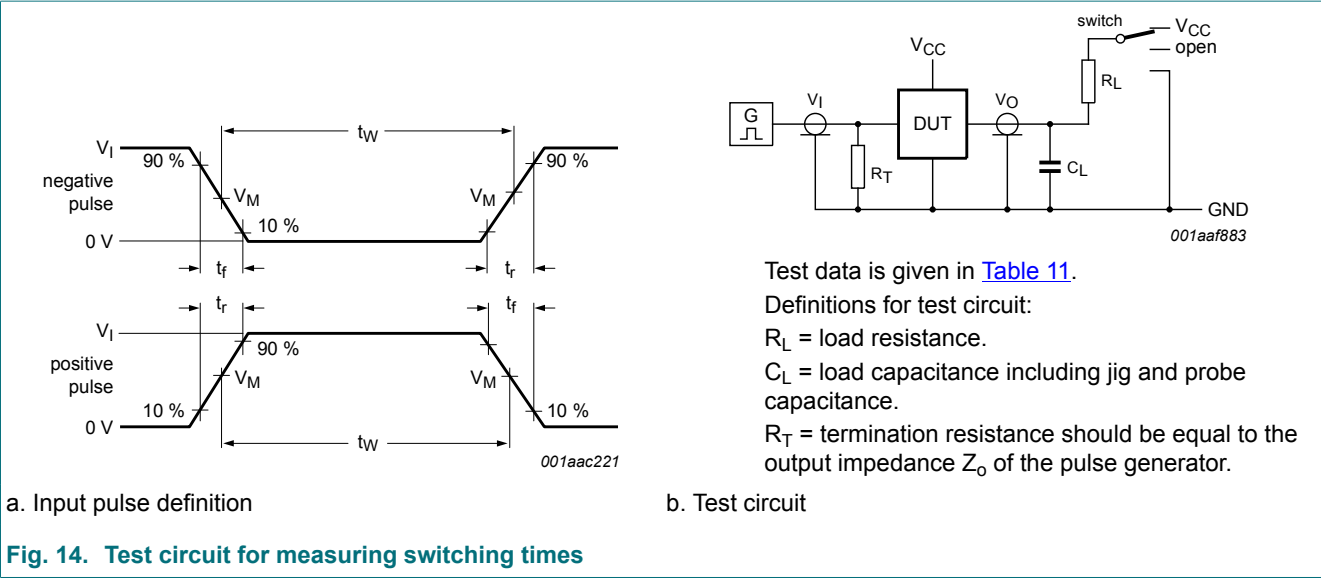 VI
90 %
tW
90 %
negative
pulse
VM
VM
10 %
0 V
tf
tr
tr
tf
VI
90 %
positive
pulse
VM
VM
10 %
10 %
0 V
tW
001aac221
a. Input pulse definition
switch
VCC
open
VCC
RL
G
VI
DUT
VO
RT
CL
GND
001aaf883
Test data is given in Table 11.
Definitions for test circuit:
RL = load resistance.
CL = load capacitance including jig and probe
capacitance.
RT = termination resistance should be equal to the
output impedance Zo of the pulse generator.
b. Test circuit
Fig. 14. Test circuit for measuring switching times